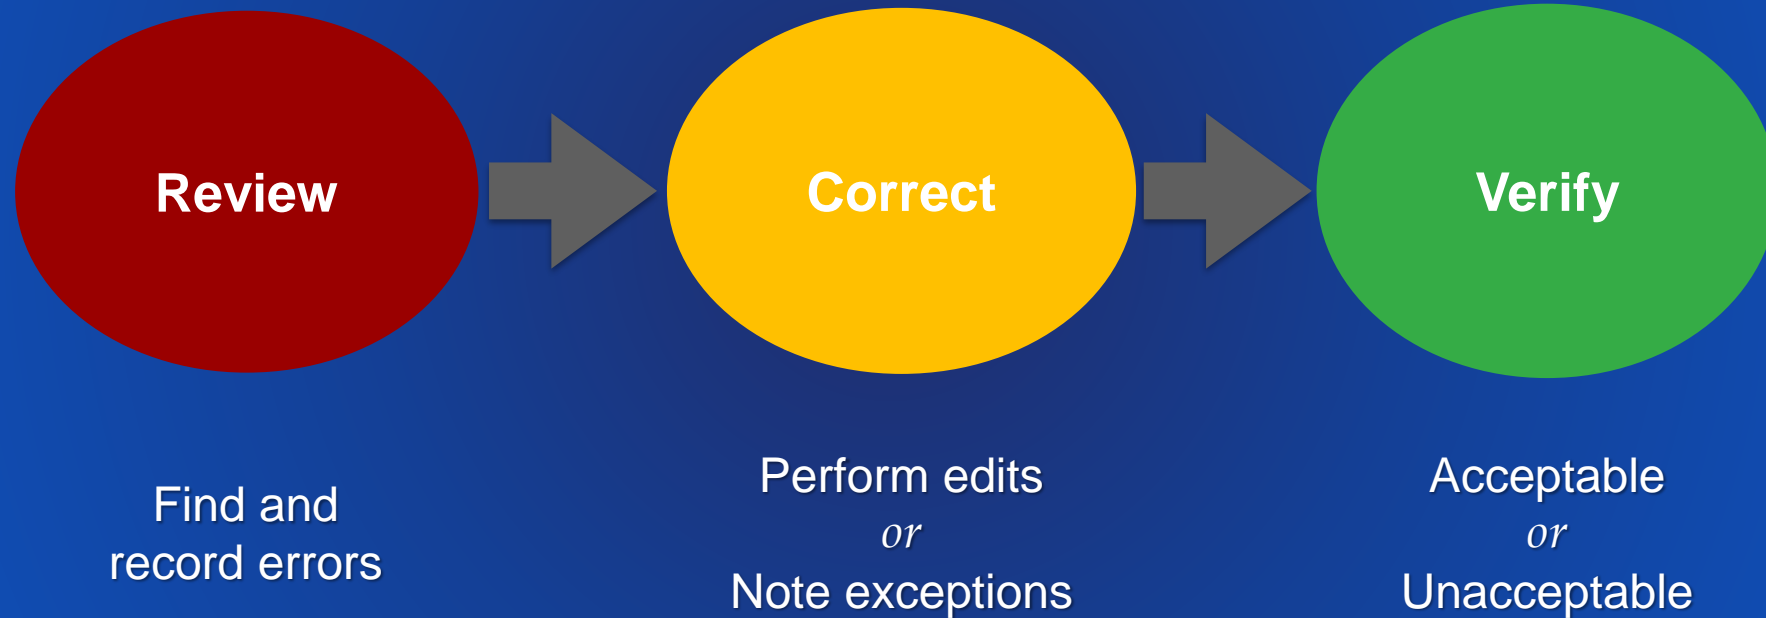 Review
Correct
Verify
Find and
record errors
Perform edits
or
Note exceptions
Acceptable
or
Unacceptable